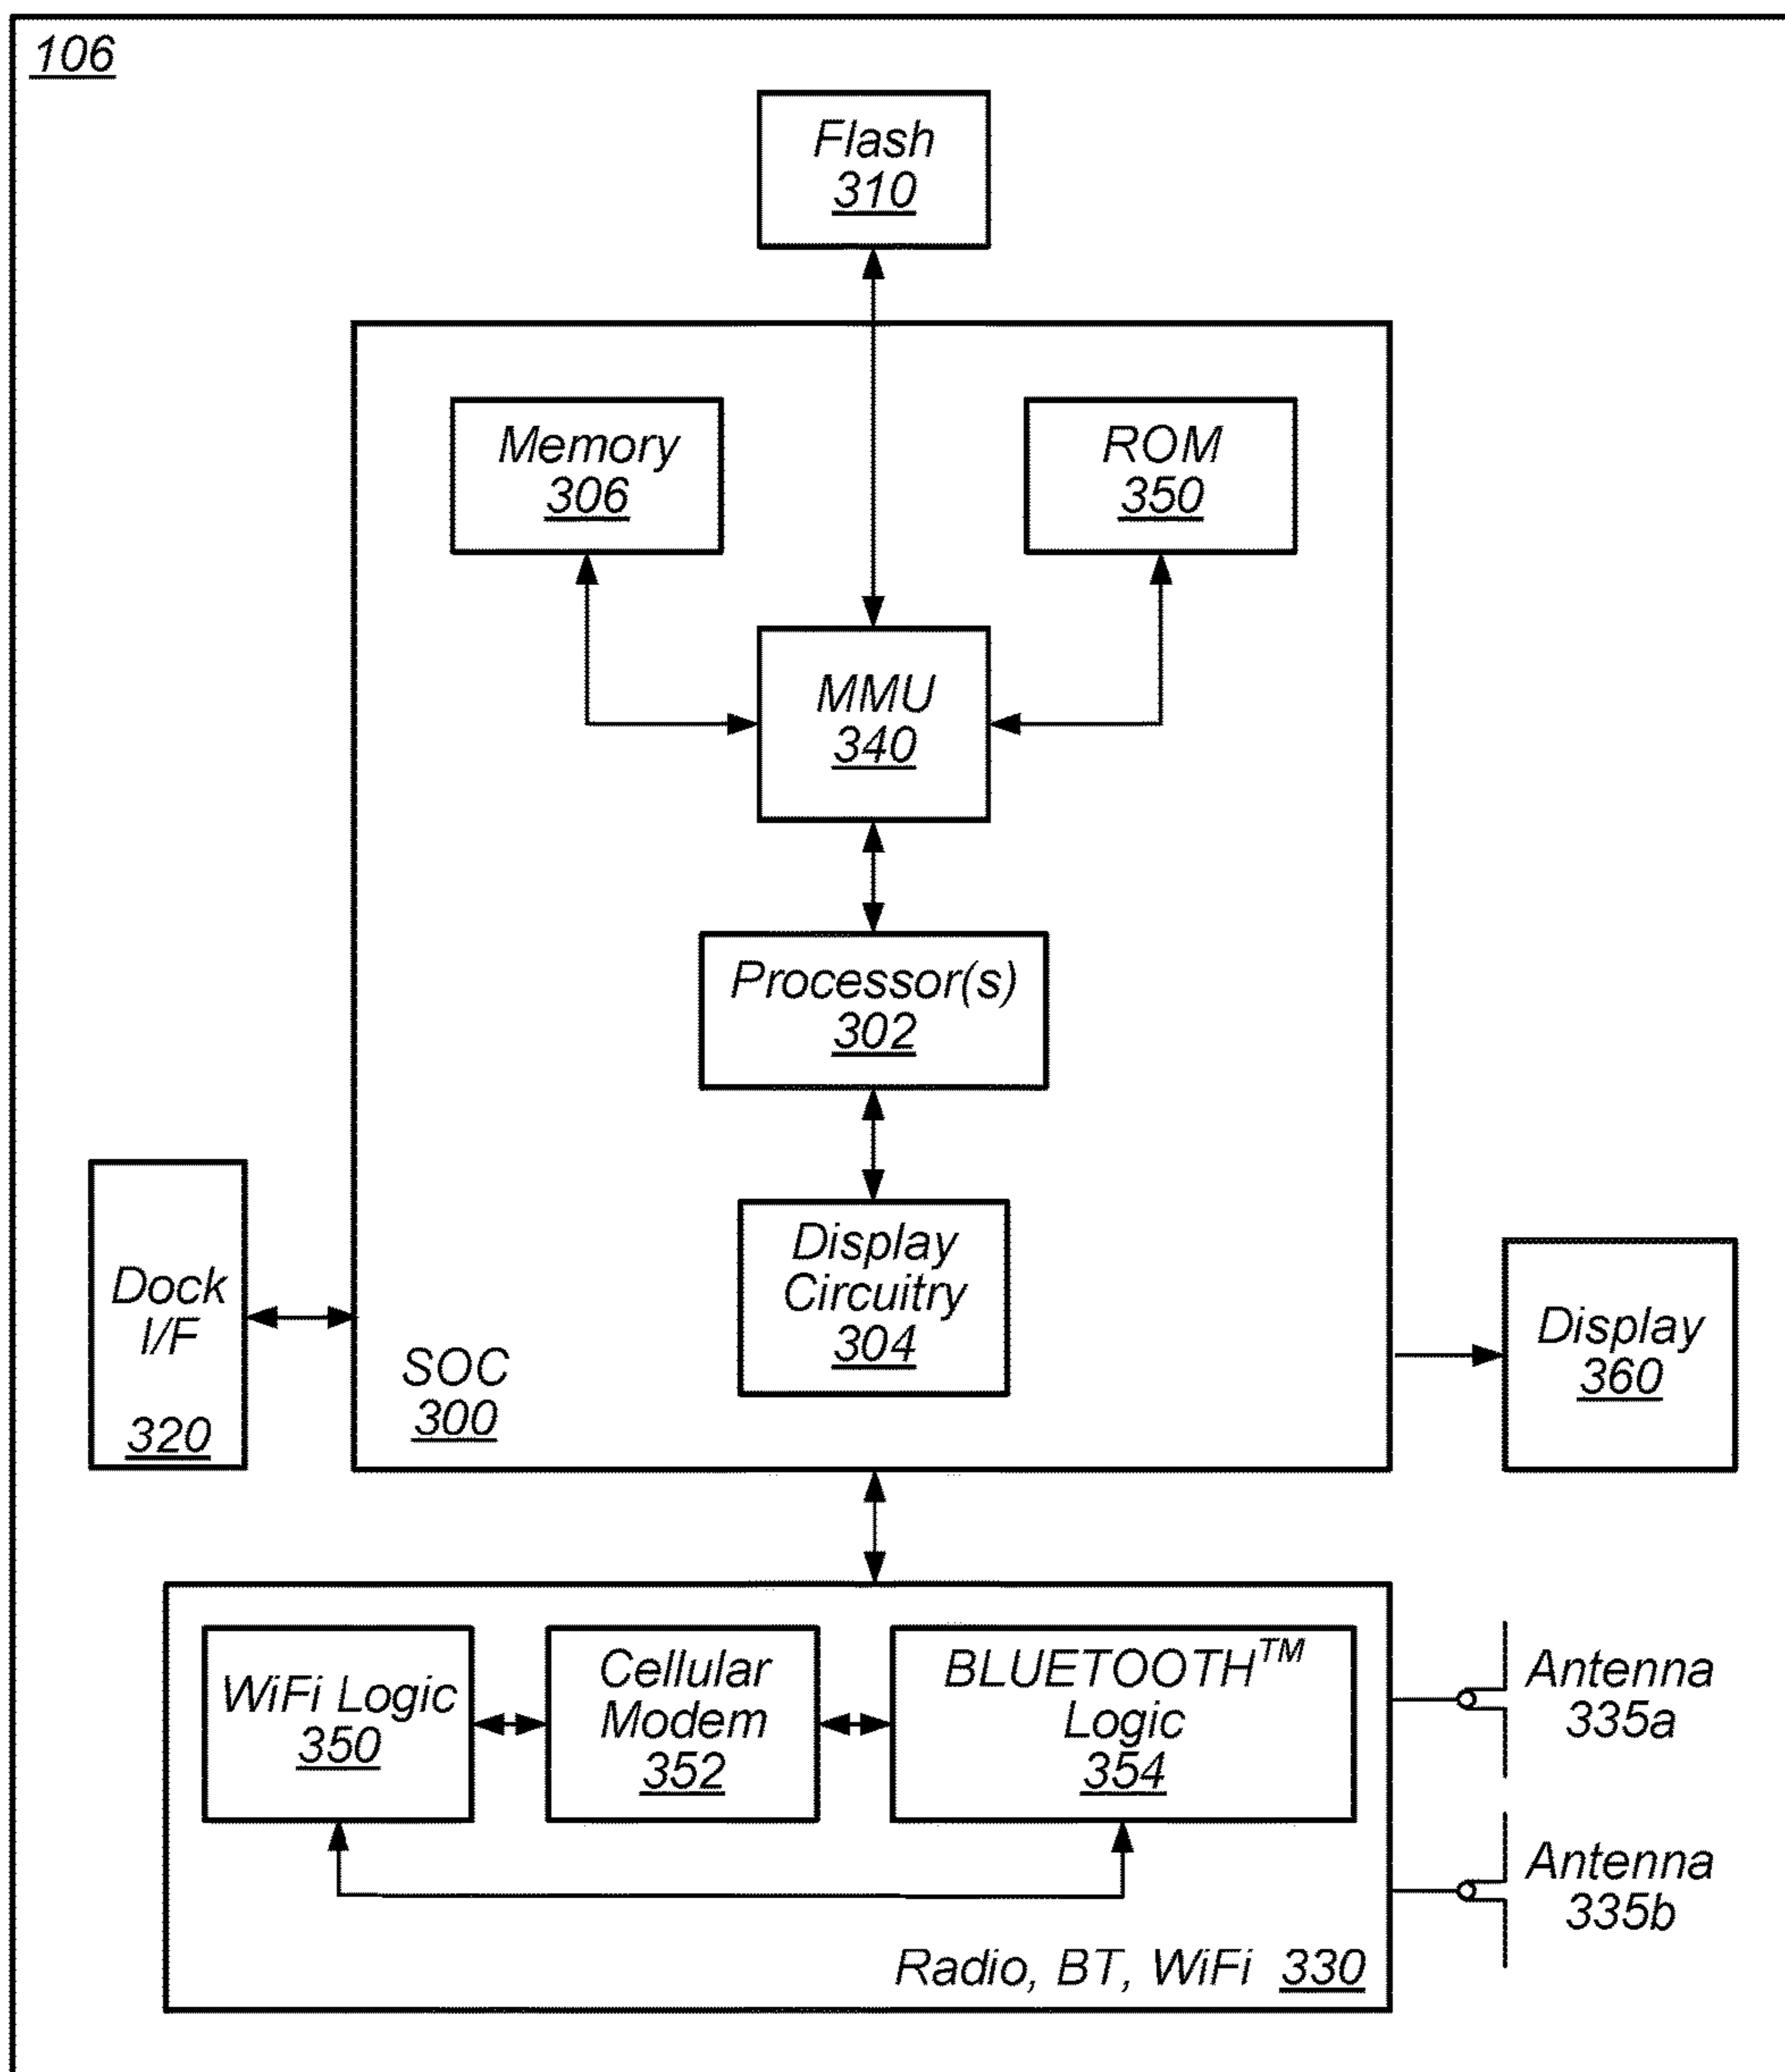 106
Flash
310
Memory
306
ROM
350
MMU
340
Processor(s)
302
Display
Circuitry
304
SOC
300
Dock
I/F
320
Display
360
WiFi Logic
350
Cellular
Modem
352
BLUETOOTH™
Logic
354
Antenna
335a
Antenna
335b
Radio, BT, WiFi 330